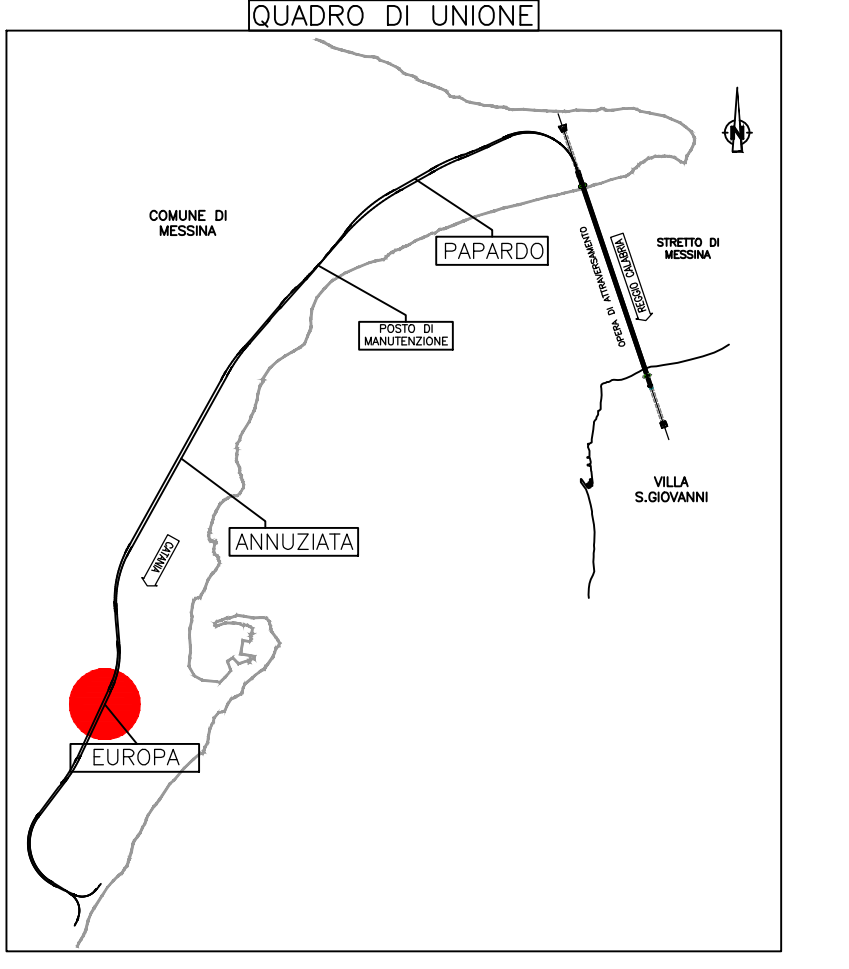 QUADRO DI UNIONE
N
COMUNE DI
MESSINA
PAPARDO
STRETTO DI
MESSINA
OPERA DI ATTRAVERSAMENTO
REGGIO CALABRIA
POSTO DI
MANUTENZIONE
VILLA
S.GIOVANNI
ANNUZIATA
CATANIA
EUROPA